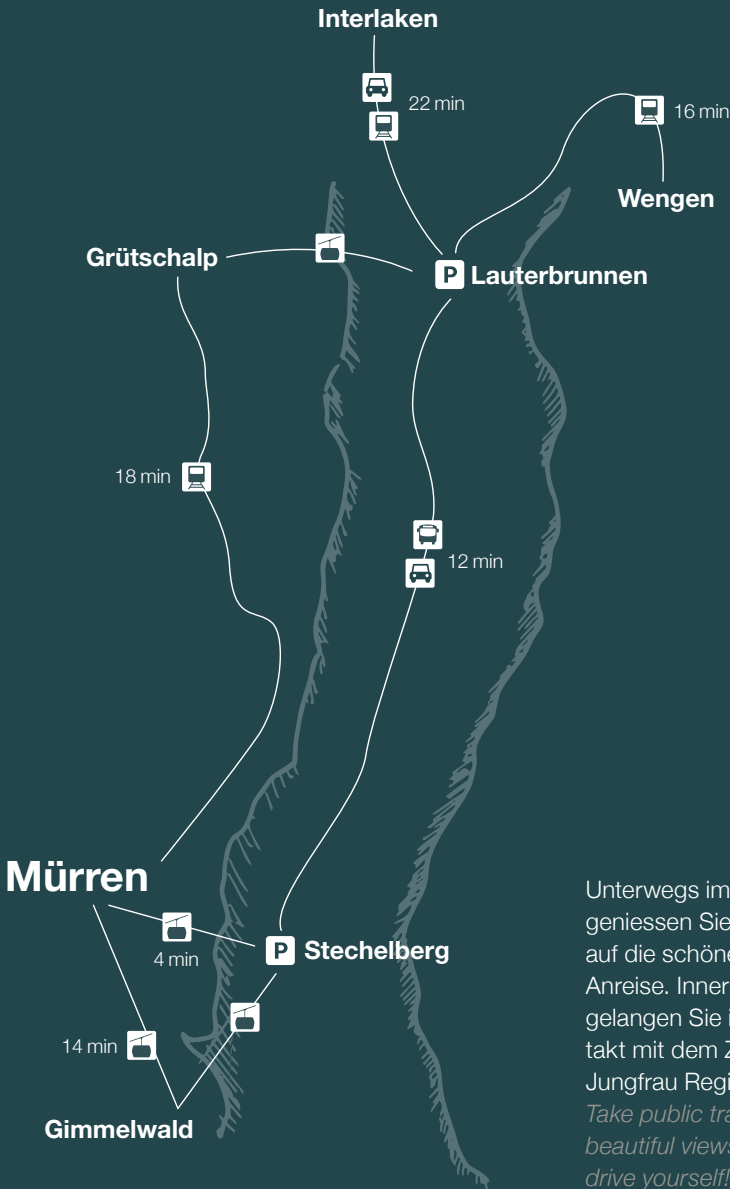 Interlaken
22 min
16 min
Wengen
Grütschalp
P Lauterbrunnen
18 min
12 min
Mürren
4 min
P Stechelberg
14 min
Gimmelwald
Unterwegs im
geniessen Sie
auf die schöne
Anreise. Inner
gelangen Sie i
takt mit dem Z
Jungfrau Regi
Take public tra
beautiful views
drive yourself!